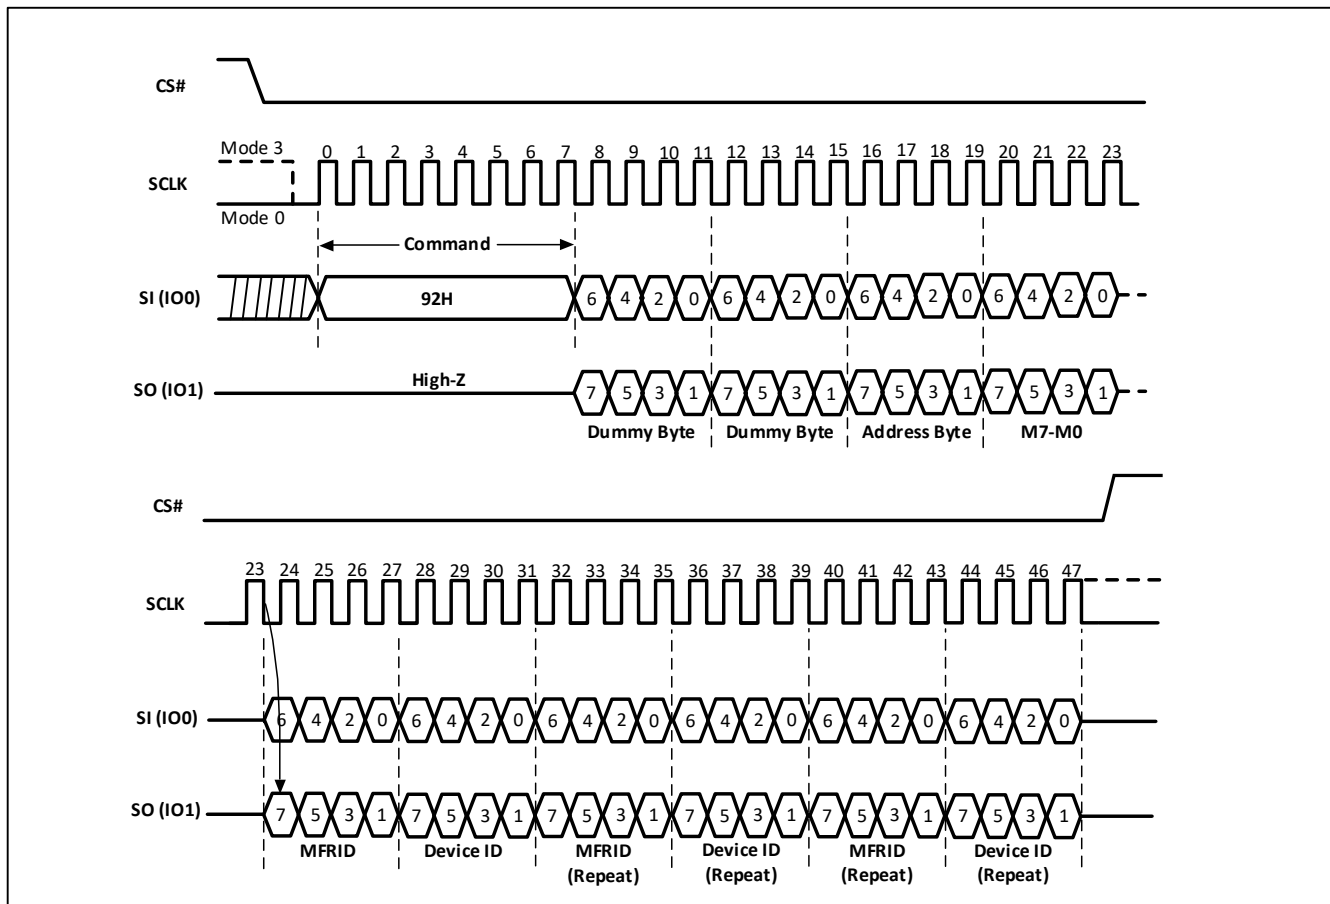 CS#
Mode 3
0 1 2 3 4 5 6 7 8 9 10 11 12 13 14 15 16 17 18 19 20 21 22 23
SCLK
Mode 0
Command
SI (IO0) 92H 6 4 2 0 6 4 2 0 6 4 2 0 6 4 2 0
High-Z
SO (IO1) 7 5 3 1 7 5 3 1 7 5 3 1 7 5 3 1
Dummy Byte Dummy Byte Address Byte M7-M0
CS#
23 24 25 26 27 28 29 30 31 32 33 34 35 36 37 38 39 40 41 42 43 44 45 46 47
SCLK
SI (IO0) 6 4 2 0 6 4 2 0 6 4 2 0 6 4 2 0 6 4 2 0 6 4 2 0
SO (IO1) 7 5 3 1 7 5 3 1 7 5 3 1 7 5 3 1 7 5 3 1 7 5 3 1
MFRID Device ID MFRID Device ID MFRID Device ID
(Repeat) (Repeat) (Repeat) (Repeat)